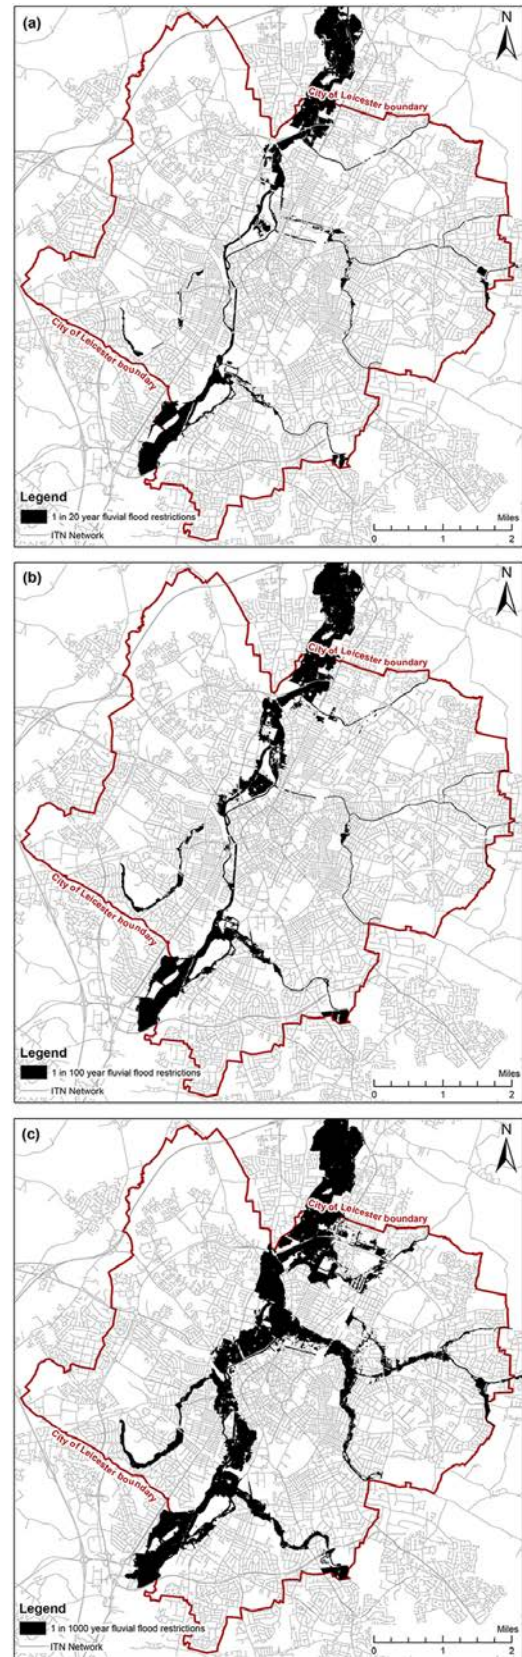 (a)
N
City of Leicester boundary
City of Leicester boundary
Legend
1 in 20 year fluvial flood restrictions
ITN Network
Miles
0 1 2
(b)
N
City of Leicester boundary
City of Leicester boundary
Legend
1 in 100 year fluvial flood restrictions
ITN Network
Miles
0 1 2
(c)
N
City of Leicester boundary
City of Leicester boundary
Legend
1 in 1000 year fluvial flood restrictions
ITN Network
Miles
0 1 2